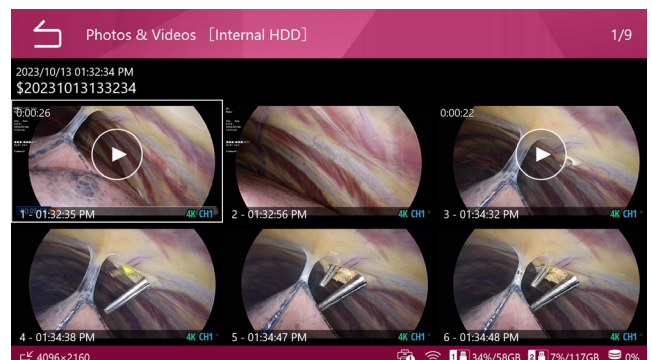 Photos & Videos [Internal HDD]
1/9
2023/10/13 01:32:34 PM
$20231013133234
0:00:26
0:00:22
1 - 01:32:35 PM 4K CH1
2 - 01:32:56 PM 4K CH1
3 - 01:34:32 PM 4K CH1
4 - 01:34:38 PM 4K CH1
5 - 01:34:47 PM 4K CH1
6 - 01:34:48 PM 4K CH1
4096×2160
1 34%/58GB 2 7%/117GB 0%